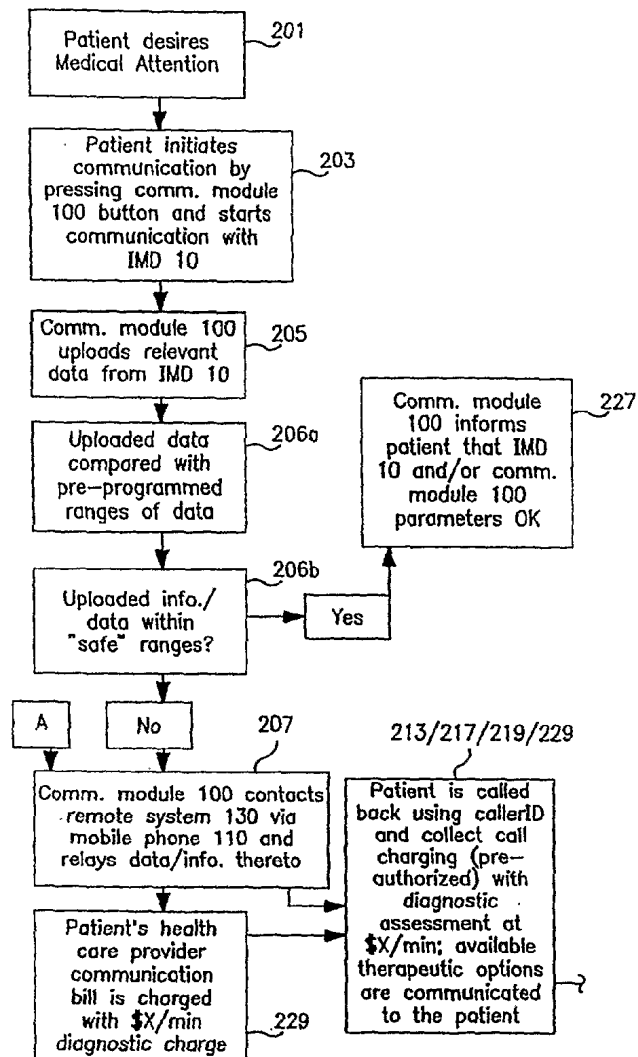 Patient desires
Medical Attention
201
Patient initiates
communication by
pressing comm. module
100 button and starts
communication with
IMD 10
203
Comm. module 100
uploads relevant
data from IMD 10
205
Uploaded data
compared with
pre-programmed
ranges of data
206a
Comm. module
100 informs
patient that IMD
10 and/or comm.
module 100
parameters OK
227
Uploaded info./
data within
"safe" ranges?
206b
Yes
A
No
Comm. module 100 contacts
remote system 130 via
mobile phone 110 and
relays data/info. thereto
207
213/217/219/229
Patient is called
back using callerID
and collect call
charging (pre-
authorized) with
diagnostic
assessment at
$X/min; available
therapeutic options
are communicated
to the patient
Patient's health
care provider
communication
bill is charged
with $X/min
diagnostic charge
229